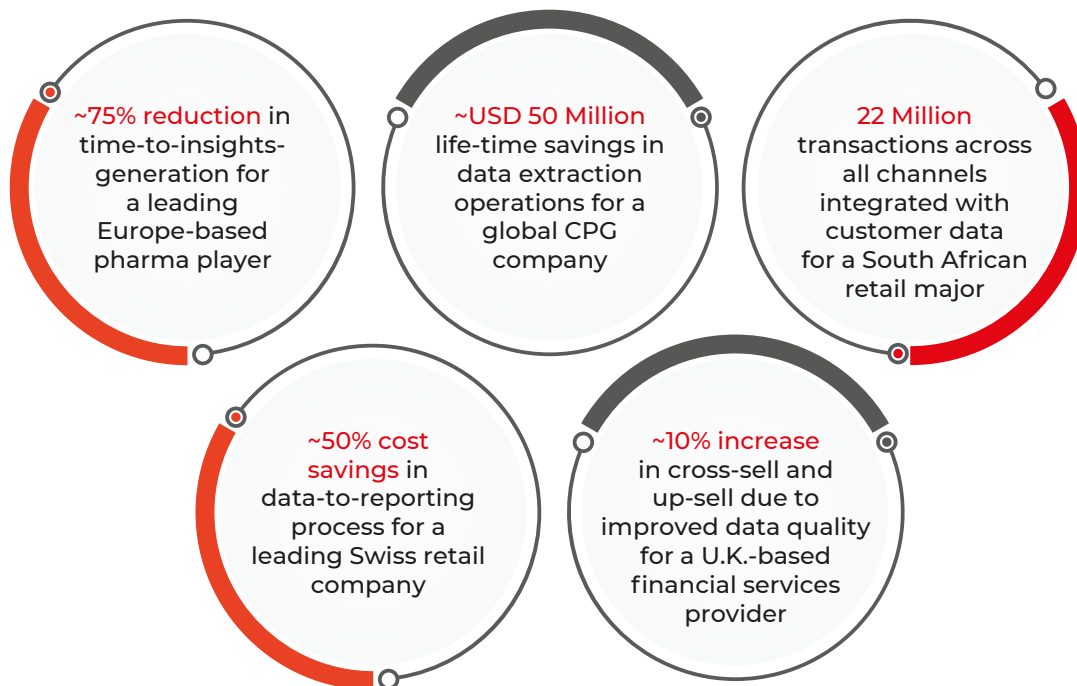 ~75% reduction in
time-to-insights-
generation for
a leading
Europe-based
pharma player
~USD 50 Million
life-time savings in
data extraction
operations for a
global CPG
company
22 Million
transactions across
all channels
integrated with
customer data
for a South African
retail major
~50% cost
savings in
data-to-reporting
process for a
leading Swiss retail
company
~10% increase
in cross-sell and
up-sell due to
improved data quality
for a U.K.-based
financial services
provider